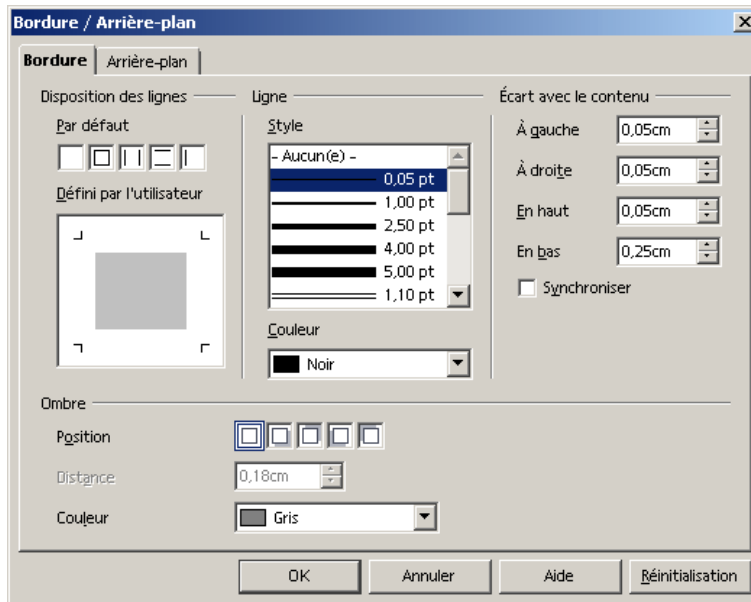 Bordure / Arrière-plan
Bordure
Arrière-plan
Disposition des lignes
Par défaut
Défini par l'utilisateur
Ligne
Style
- Aucun(e) -
0,05 pt
1,00 pt
2,50 pt
4,00 pt
5,00 pt
1,10 pt
Couleur
Noir
Écart avec le contenu
À gauche
0,05cm
À droite
0,05cm
En haut
0,05cm
En bas
0,25cm
Synchroniser
Ombre
Position
Distance
0,18cm
Couleur
Gris
OK
Annuler
Aide
Réinitialisation